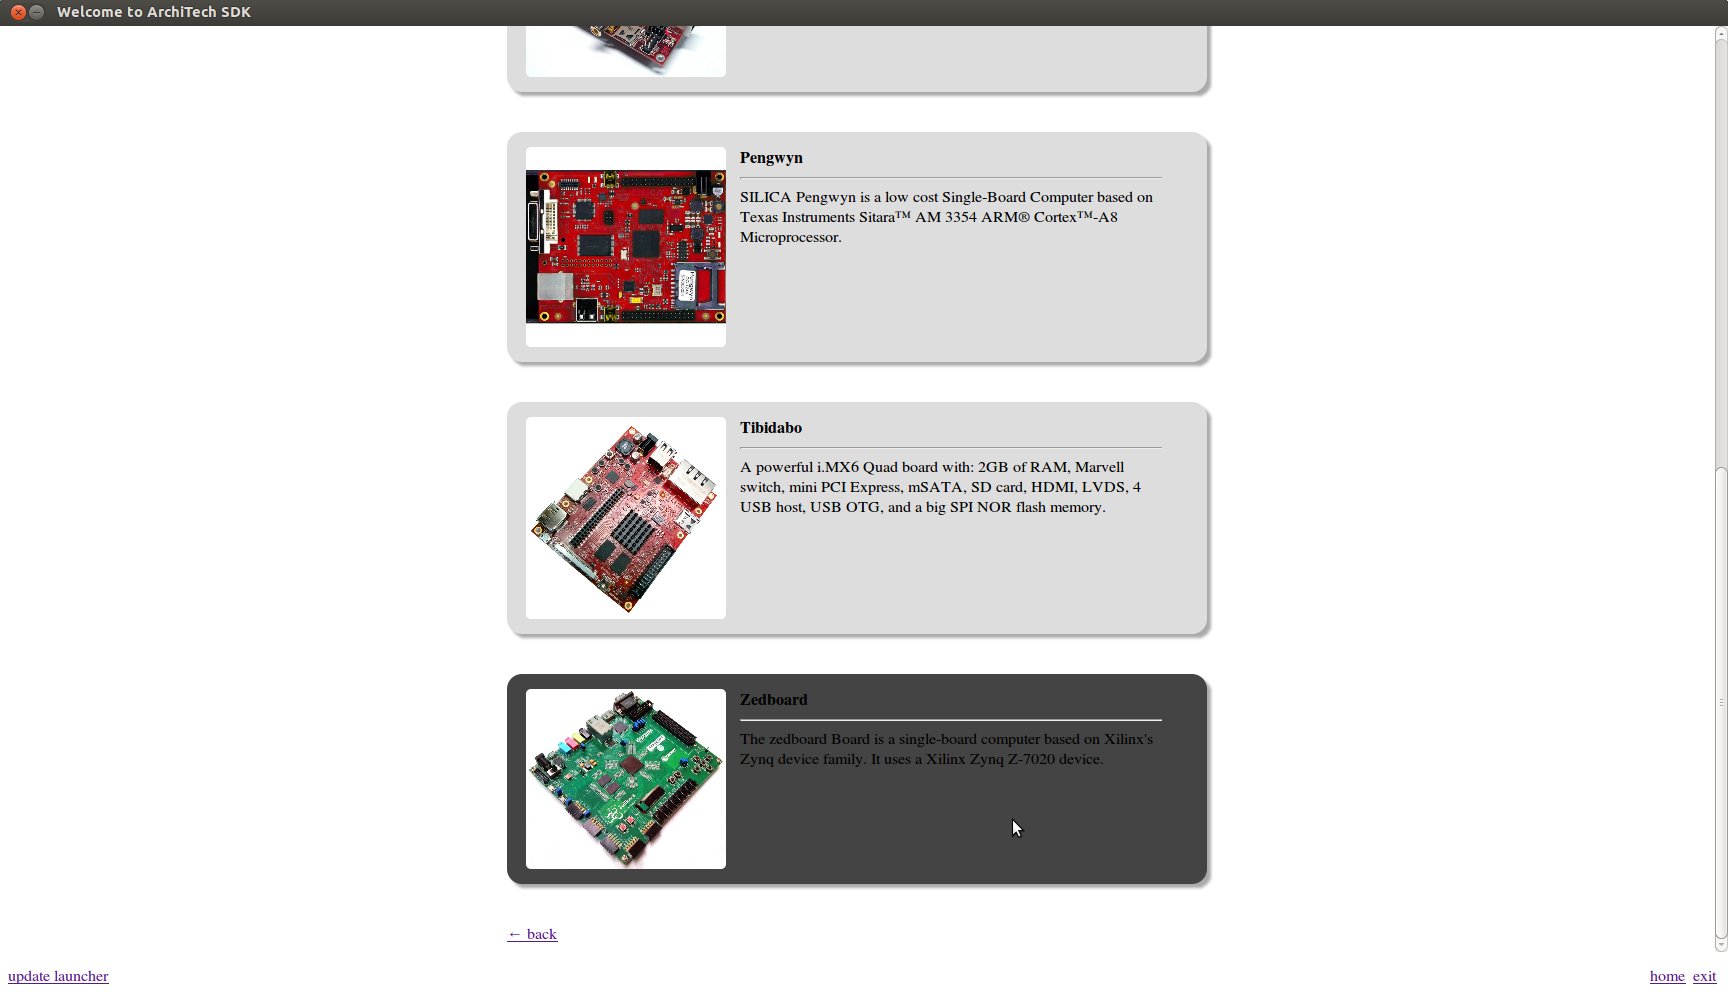 Welcome to ArchiTech SDK
Pengwyn
SILICA Pengwyn is a low cost Single-Board Computer based on
Texas Instruments Sitara™ AM 3354 ARM® Cortex™-A8
Microprocessor.
Tibidabo
A powerful i.MX6 Quad board with: 2GB of RAM, Marvell
switch, mini PCI Express, mSATA, SD card, HDMI, LVDS, 4
USB host, USB OTG, and a big SPI NOR flash memory.
Zedboard
The zedboard Board is a single-board computer based on Xilinx's
Zynq device family. It uses a Xilinx Zynq Z-7020 device.
← back
update launcher
home exit